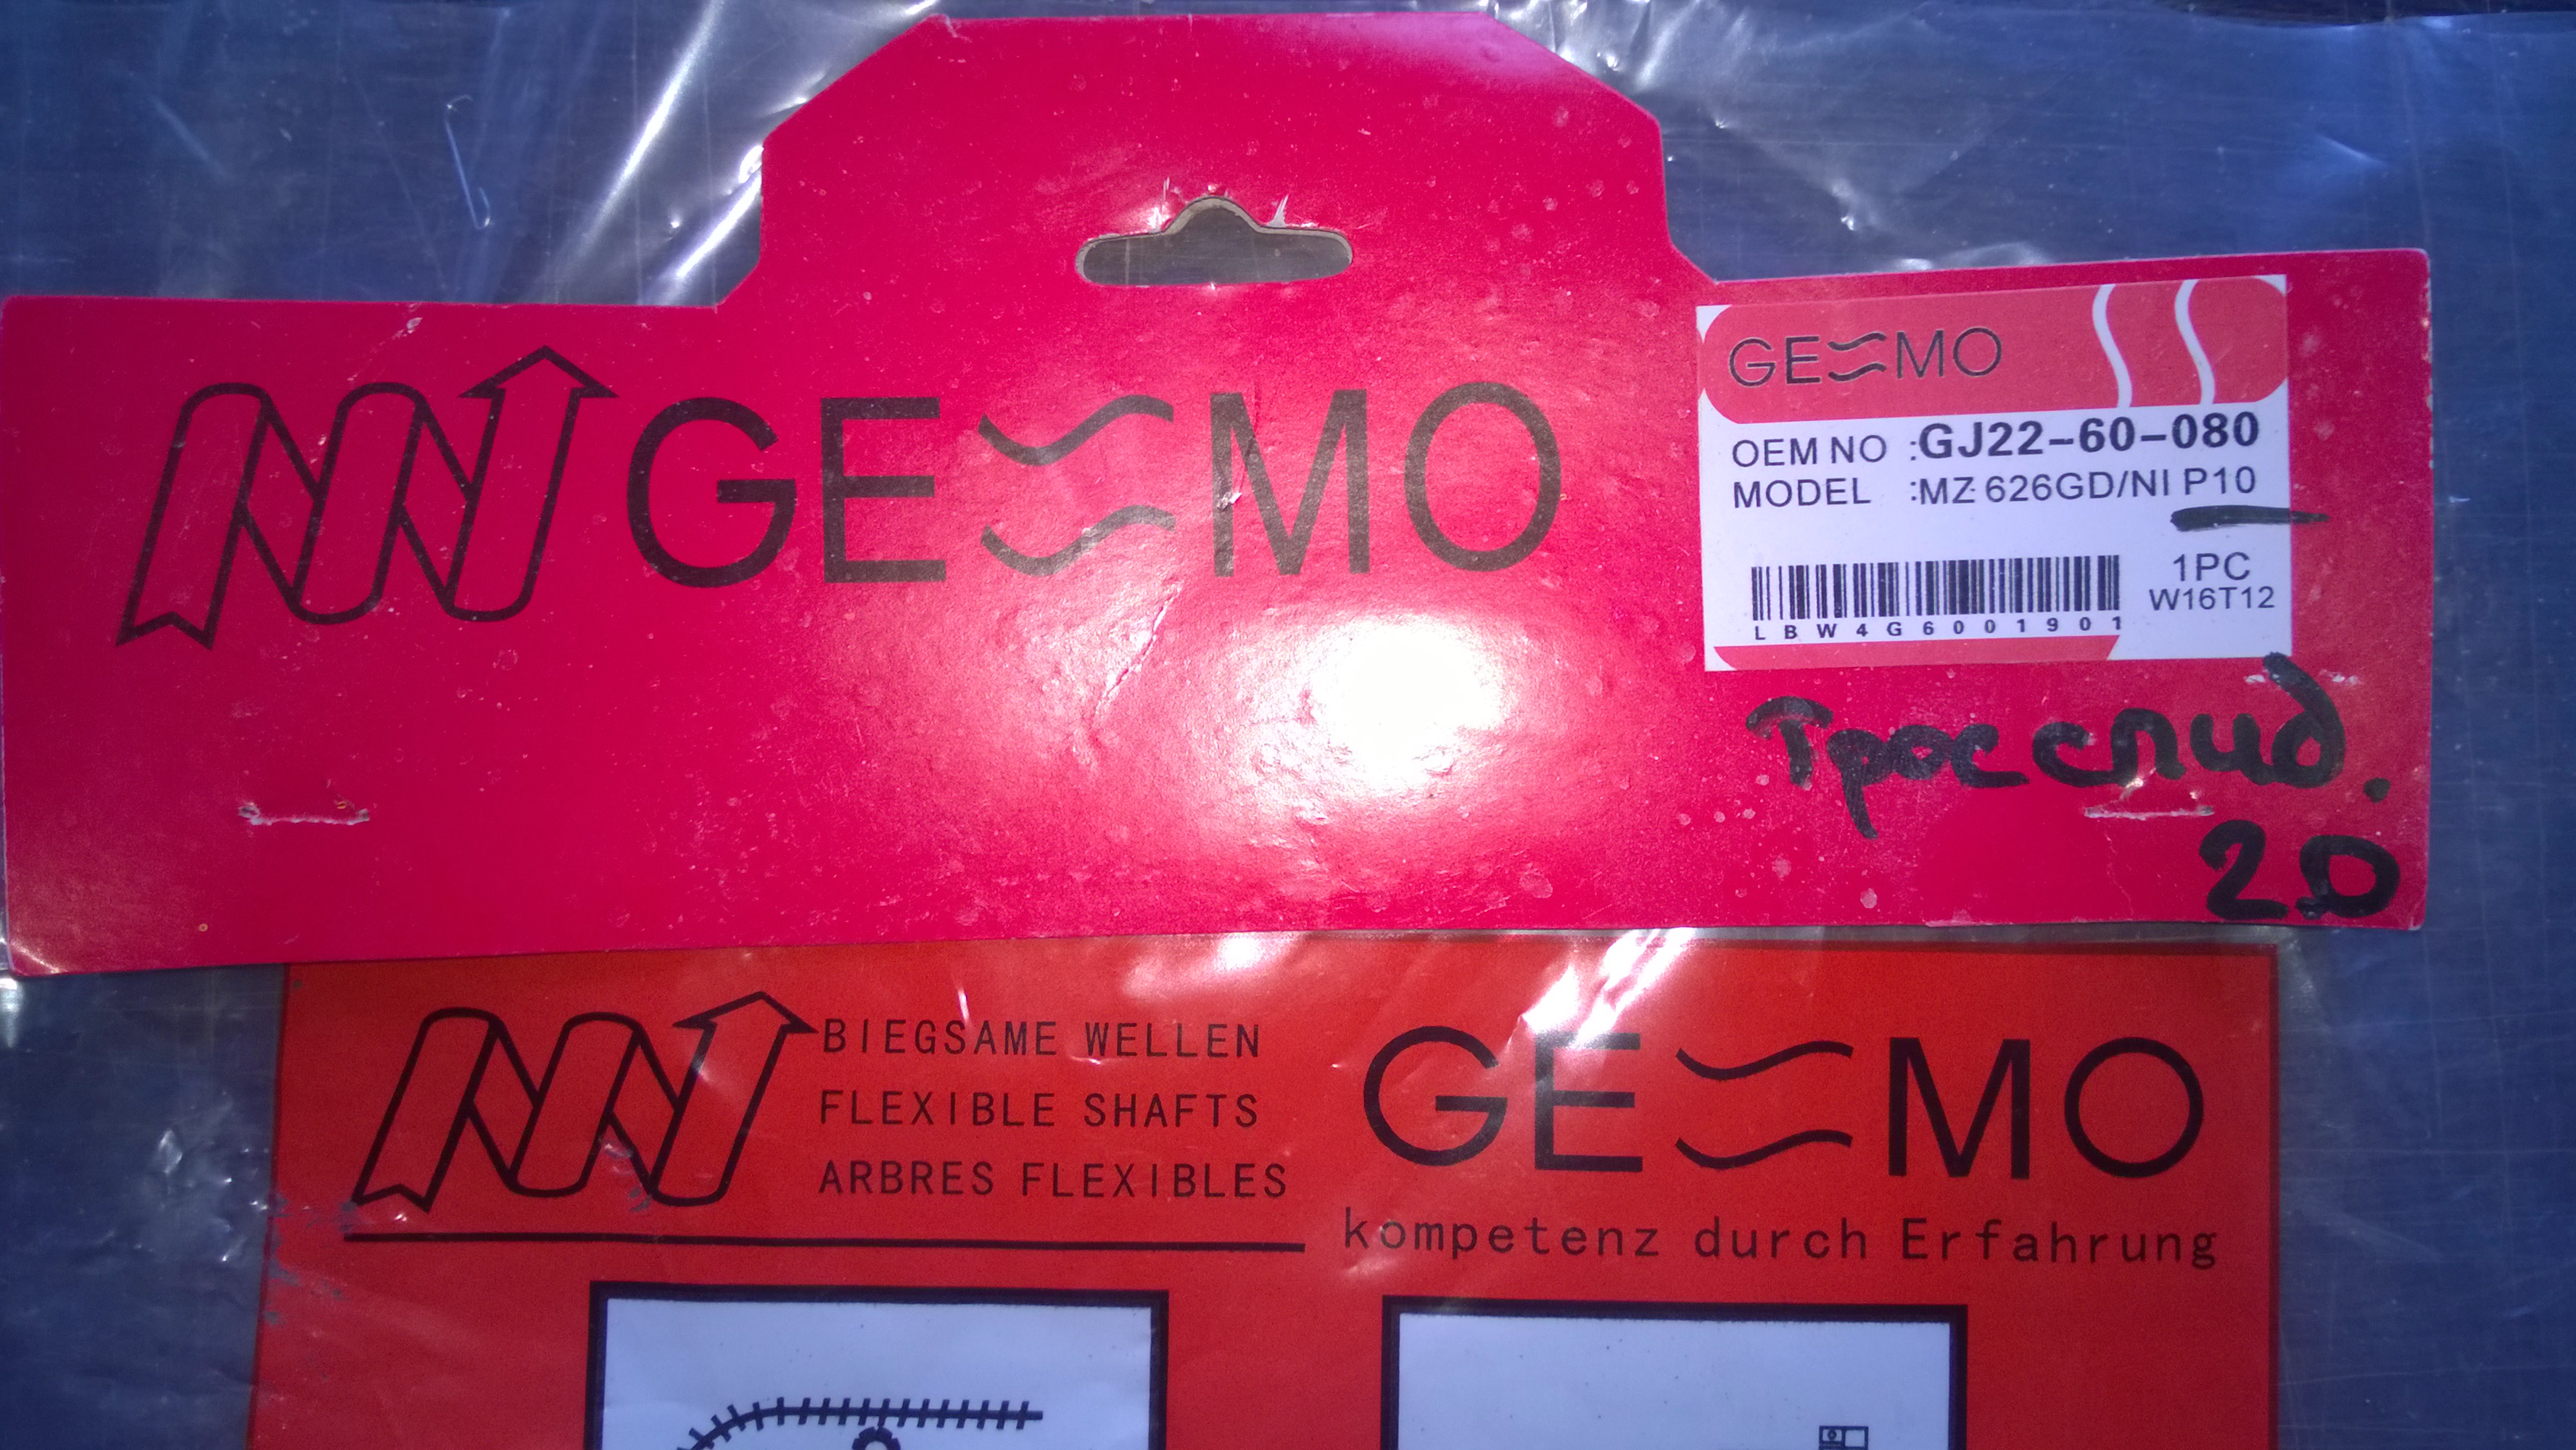 GE MO
GE MO
OEM NO :GJ22-60-080
MODEL :MZ 626GD/NI P10
1PC
W16T12
LBW4G6001901
Трос спид.
2.0
BIEGSAME WELLEN
FLEXIBLE SHAFTS
ARBRES FLEXIBLES
GE MO
kompetenz durch Erfahrung